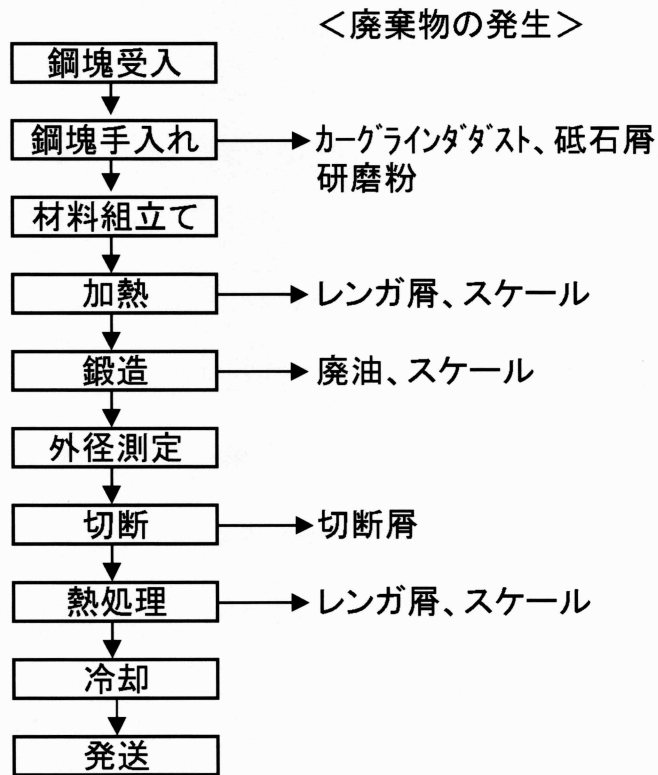 ＜廃棄物の発生＞
鋼塊受入
鋼塊手入れ
ｶｰｸﾞﾗｲﾝﾀﾞﾀﾞｽﾄ、砥石屑
研磨粉
材料組立て
加熱
レンガ屑、スケール
鍛造
廃油、スケール
外径測定
切断
切断屑
熱処理
レンガ屑、スケール
冷却
発送